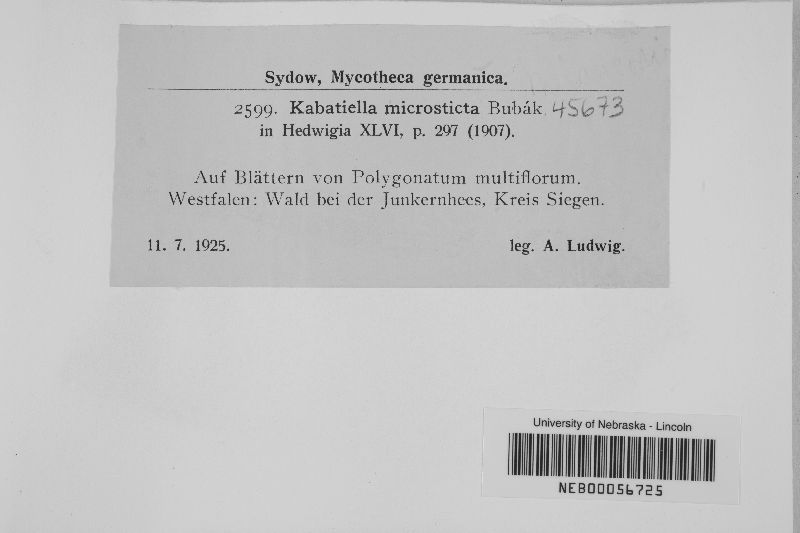 Sydow, Mycotheca germanica.
2599. Kabatiella microsticta Bubák. 45673
in Hedwigia XLVI, p. 297 (1907).
Auf Blättern von Polygonatum multiflorum.
Westfalen: Wald bei der Junkernhees, Kreis Siegen.
11. 7. 1925. leg. A. Ludwig.
University of Nebraska - Lincoln
NEB00056725